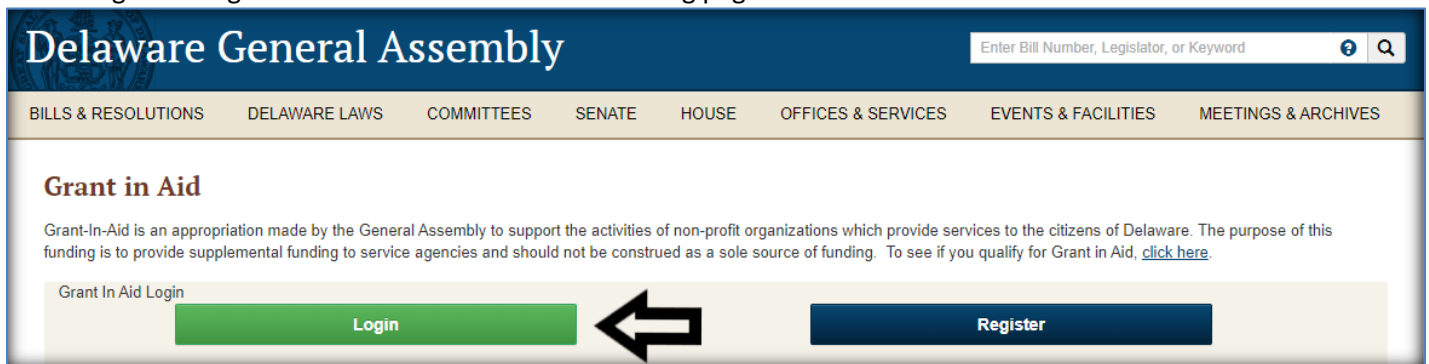 Delaware General Assembly
Enter Bill Number, Legislator, or Keyword
BILLS & RESOLUTIONS DELAWARE LAWS COMMITTEES SENATE HOUSE OFFICES & SERVICES EVENTS & FACILITIES MEETINGS & ARCHIVES
Grant in Aid
Grant-In-Aid is an appropriation made by the General Assembly to support the activities of non-profit organizations which provide services to the citizens of Delaware. The purpose of this
funding is to provide supplemental funding to service agencies and should not be construed as a sole source of funding. To see if you qualify for Grant in Aid, click here.
Grant In Aid Login
Login Register